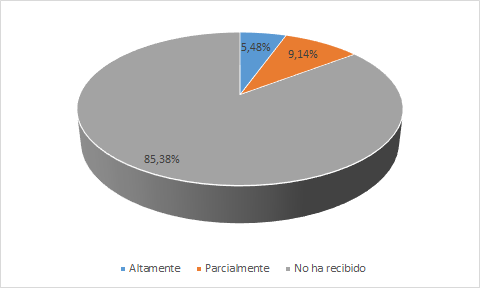 5,48%
9,14%
85,38%
Altamente Parcialmente No ha recibido